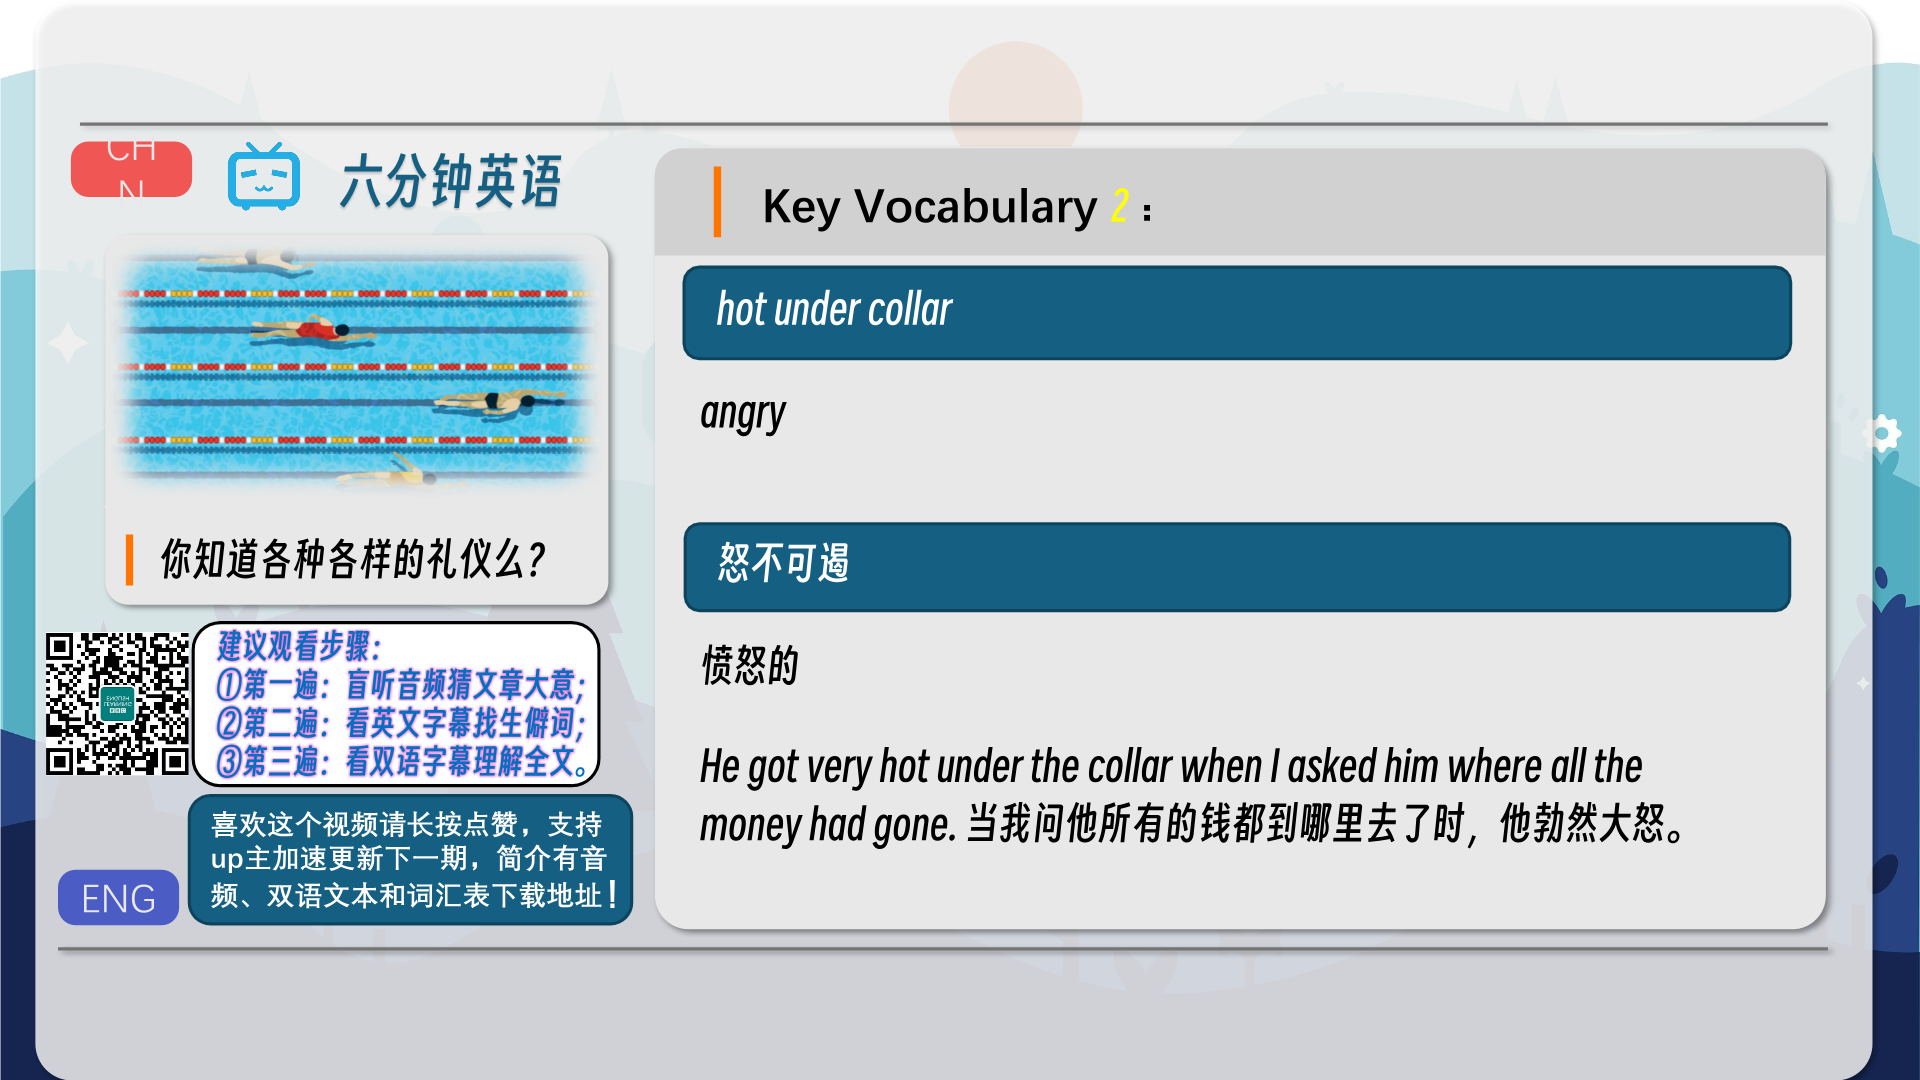 CH
N
六分钟英语
你知道各种各样的礼仪么？
建议观看步骤：
①第一遍：盲听音频猜文章大意；
②第二遍：看英文字幕找生僻词；
③第三遍：看双语字幕理解全文。
喜欢这个视频请长按点赞，支持
up主加速更新下一期，简介有音
频、双语文本和词汇表下载地址！
ENG
Key Vocabulary 2：
hot under collar
angry
怒不可遏
愤怒的
He got very hot under the collar when I asked him where all the
money had gone. 当我问他所有的钱都到哪里去了时，他勃然大怒。